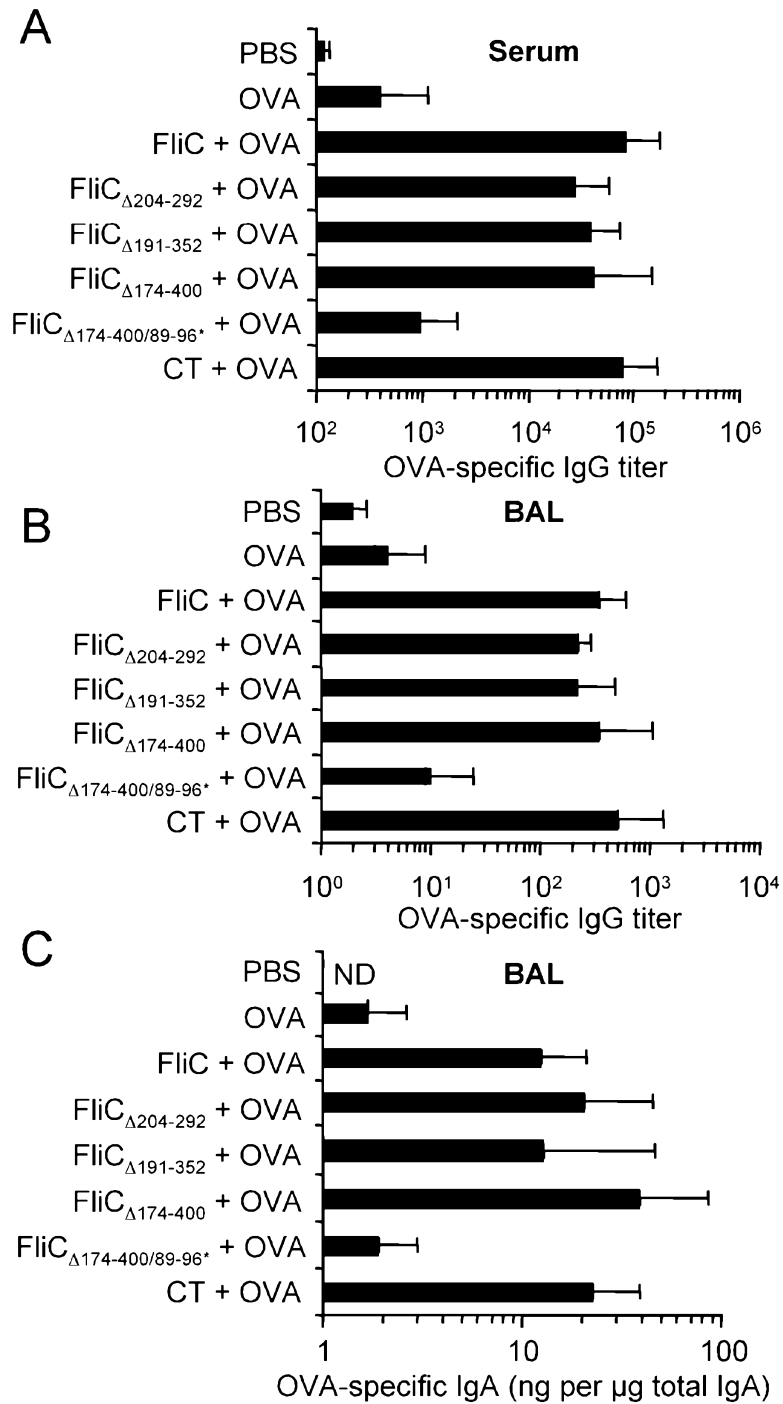 A
Serum
PBS
OVA
FliC + OVA
FliCΔ204-292 + OVA
FliCΔ191-352 + OVA
FliCΔ174-400 + OVA
FliCΔ174-400/89-96* + OVA
CT + OVA
10² 10³ 10⁴ 10⁵ 10⁶
OVA-specific IgG titer
B
BAL
PBS
OVA
FliC + OVA
FliCΔ204-292 + OVA
FliCΔ191-352 + OVA
FliCΔ174-400 + OVA
FliCΔ174-400/89-96* + OVA
CT + OVA
10⁰ 10¹ 10² 10³ 10⁴
OVA-specific IgG titer
C
PBS ND BAL
OVA
FliC + OVA
FliCΔ204-292 + OVA
FliCΔ191-352 + OVA
FliCΔ174-400 + OVA
FliCΔ174-400/89-96* + OVA
CT + OVA
1 10 100
OVA-specific IgA (ng per µg total IgA)